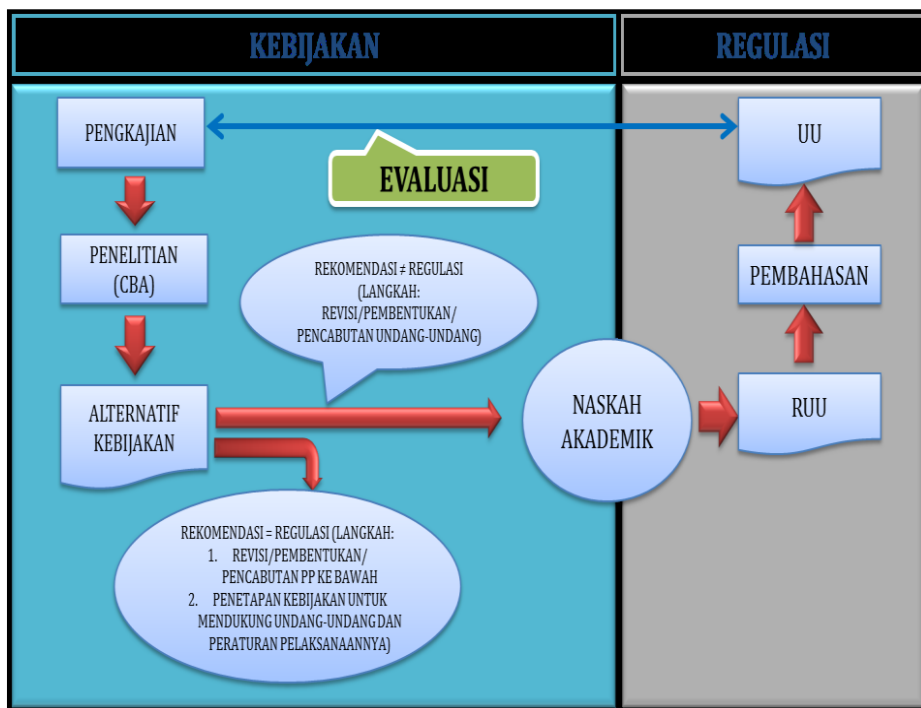 KEBIJAKAN
REGULASI
PENGKAJIAN
UU
EVALUASI
PENELITIAN
(CBA)
REKOMENDASI ≠ REGULASI
(LANGKAH:
REVISI/PEMBENTUKAN/
PENCABUTAN UNDANG-UNDANG)
PEMBAHASAN
ALTERNATIF
KEBIJAKAN
NASKAH
AKADEMIK
RUU
REKOMENDASI = REGULASI (LANGKAH:
1. REVISI/PEMBENTUKAN/
PENCABUTAN PP KE BAWAH
2. PENETAPAN KEBIJAKAN UNTUK
MENDUKUNG UNDANG-UNDANG DAN
PERATURAN PELAKSANAANNYA)